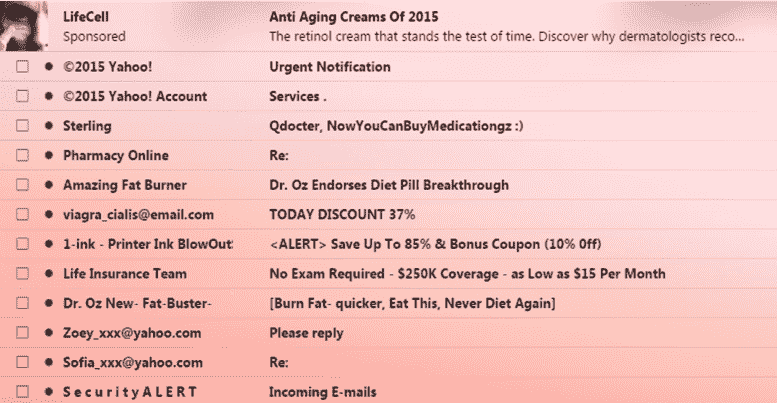 LifeCell Anti Aging Creams Of 2015
Sponsored The retinol cream that stands the test of time. Discover why dermatologists reco...
©2015 Yahoo! Urgent Notification
©2015 Yahoo! Account Services .
Sterling Qdocter, NowYouCanBuyMedicationgz :)
Pharmacy Online Re:
Amazing Fat Burner Dr. Oz Endorses Diet Pill Breakthrough
viagra_cialis@email.com TODAY DISCOUNT 37%
1-ink - Printer Ink BlowOut! <ALERT> Save Up To 85% & Bonus Coupon (10% 0ff)
Life Insurance Team No Exam Required - $250K Coverage - as Low as $15 Per Month
Dr. Oz New- Fat-Buster- [Burn Fat- quicker, Eat This, Never Diet Again]
Zoey_xxx@yahoo.com Please reply
Sofia_xxx@yahoo.com Re:
S e c u r i t y A L E R T Incoming E-mails